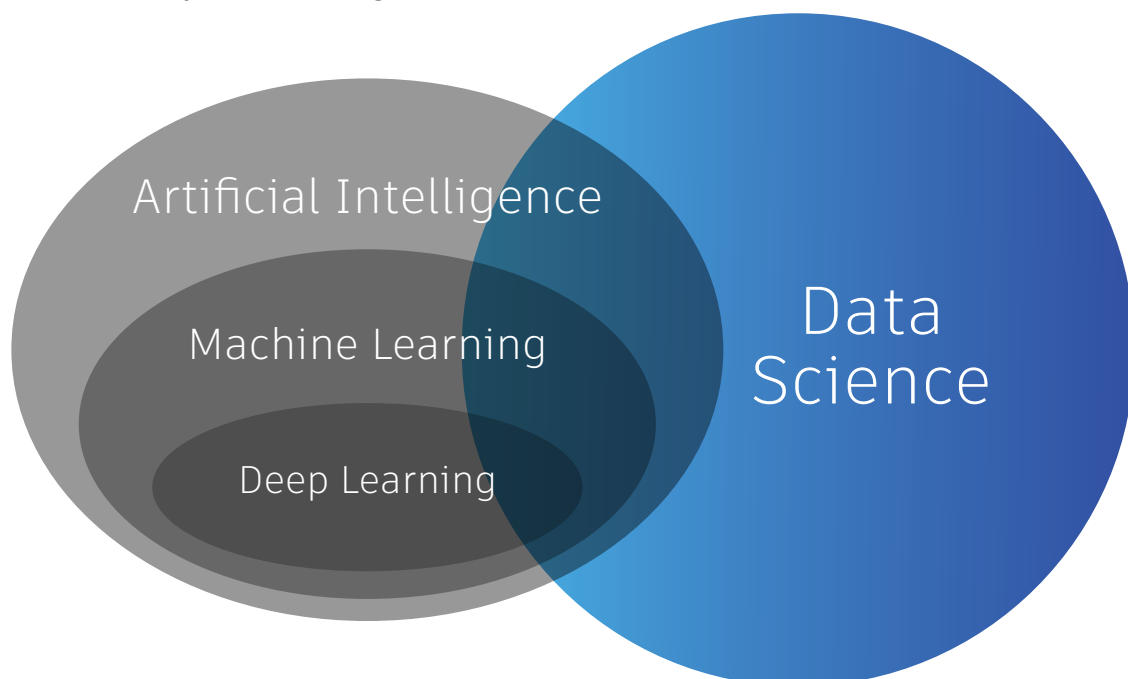 Artificial Intelligence
Machine Learning
Deep Learning
Data
Science